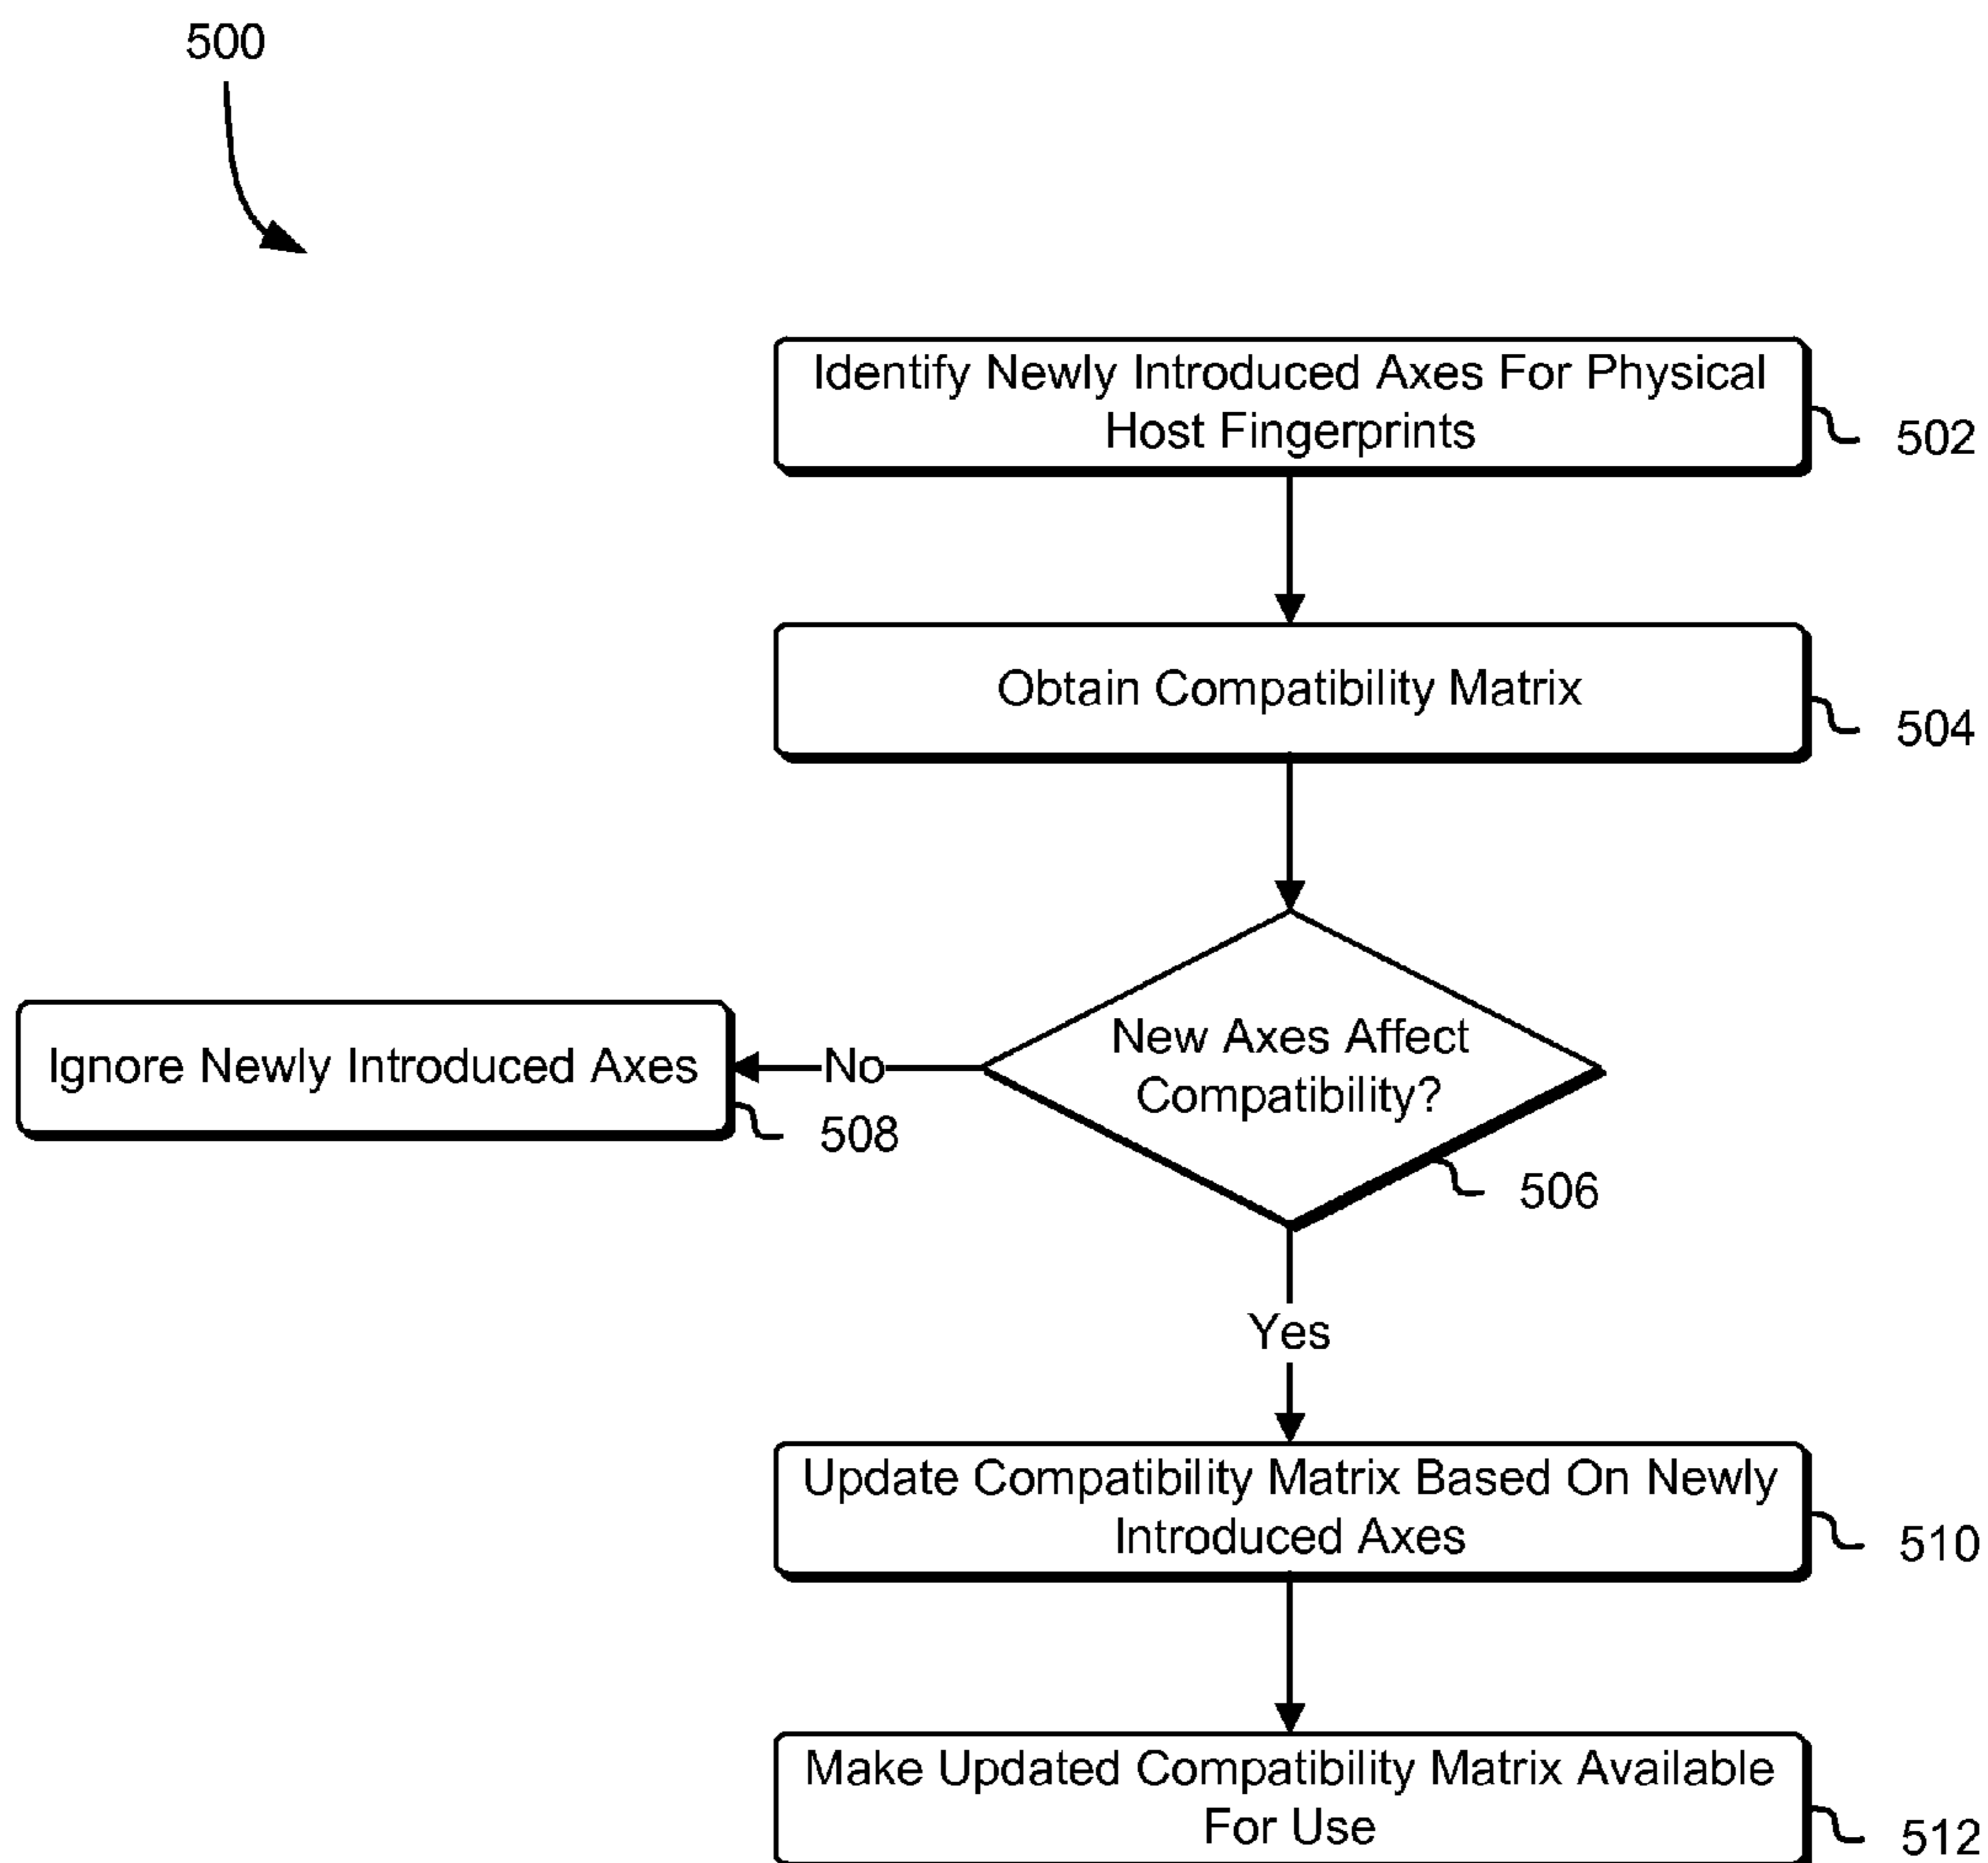 500
Identify Newly Introduced Axes For Physical
Host Fingerprints
502
Obtain Compatibility Matrix
504
New Axes Affect
Compatibility?
506
No
Ignore Newly Introduced Axes
508
Yes
Update Compatibility Matrix Based On Newly
Introduced Axes
510
Make Updated Compatibility Matrix Available
For Use
512